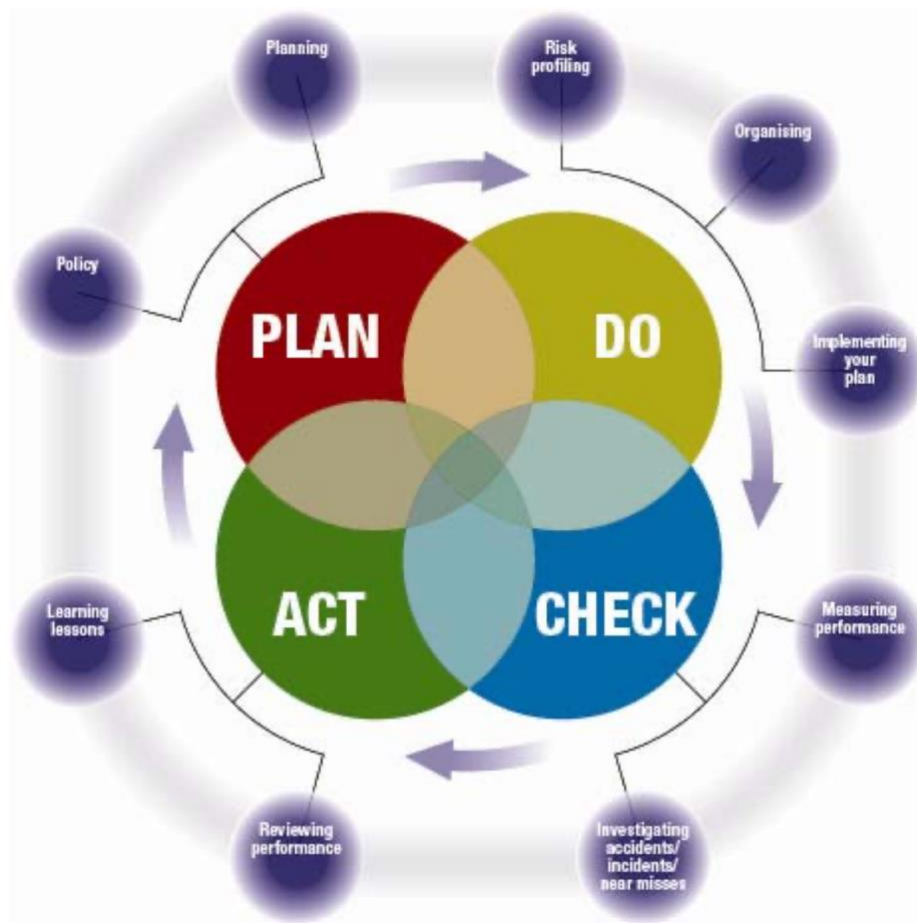 Planning
Risk
profiling
Organising
Policy
PLAN
DO
Implementing
your
plan
Learning
lessons
ACT
CHECK
Measuring
performance
Reviewing
performance
Investigating
accidents/
incidents/
near misses